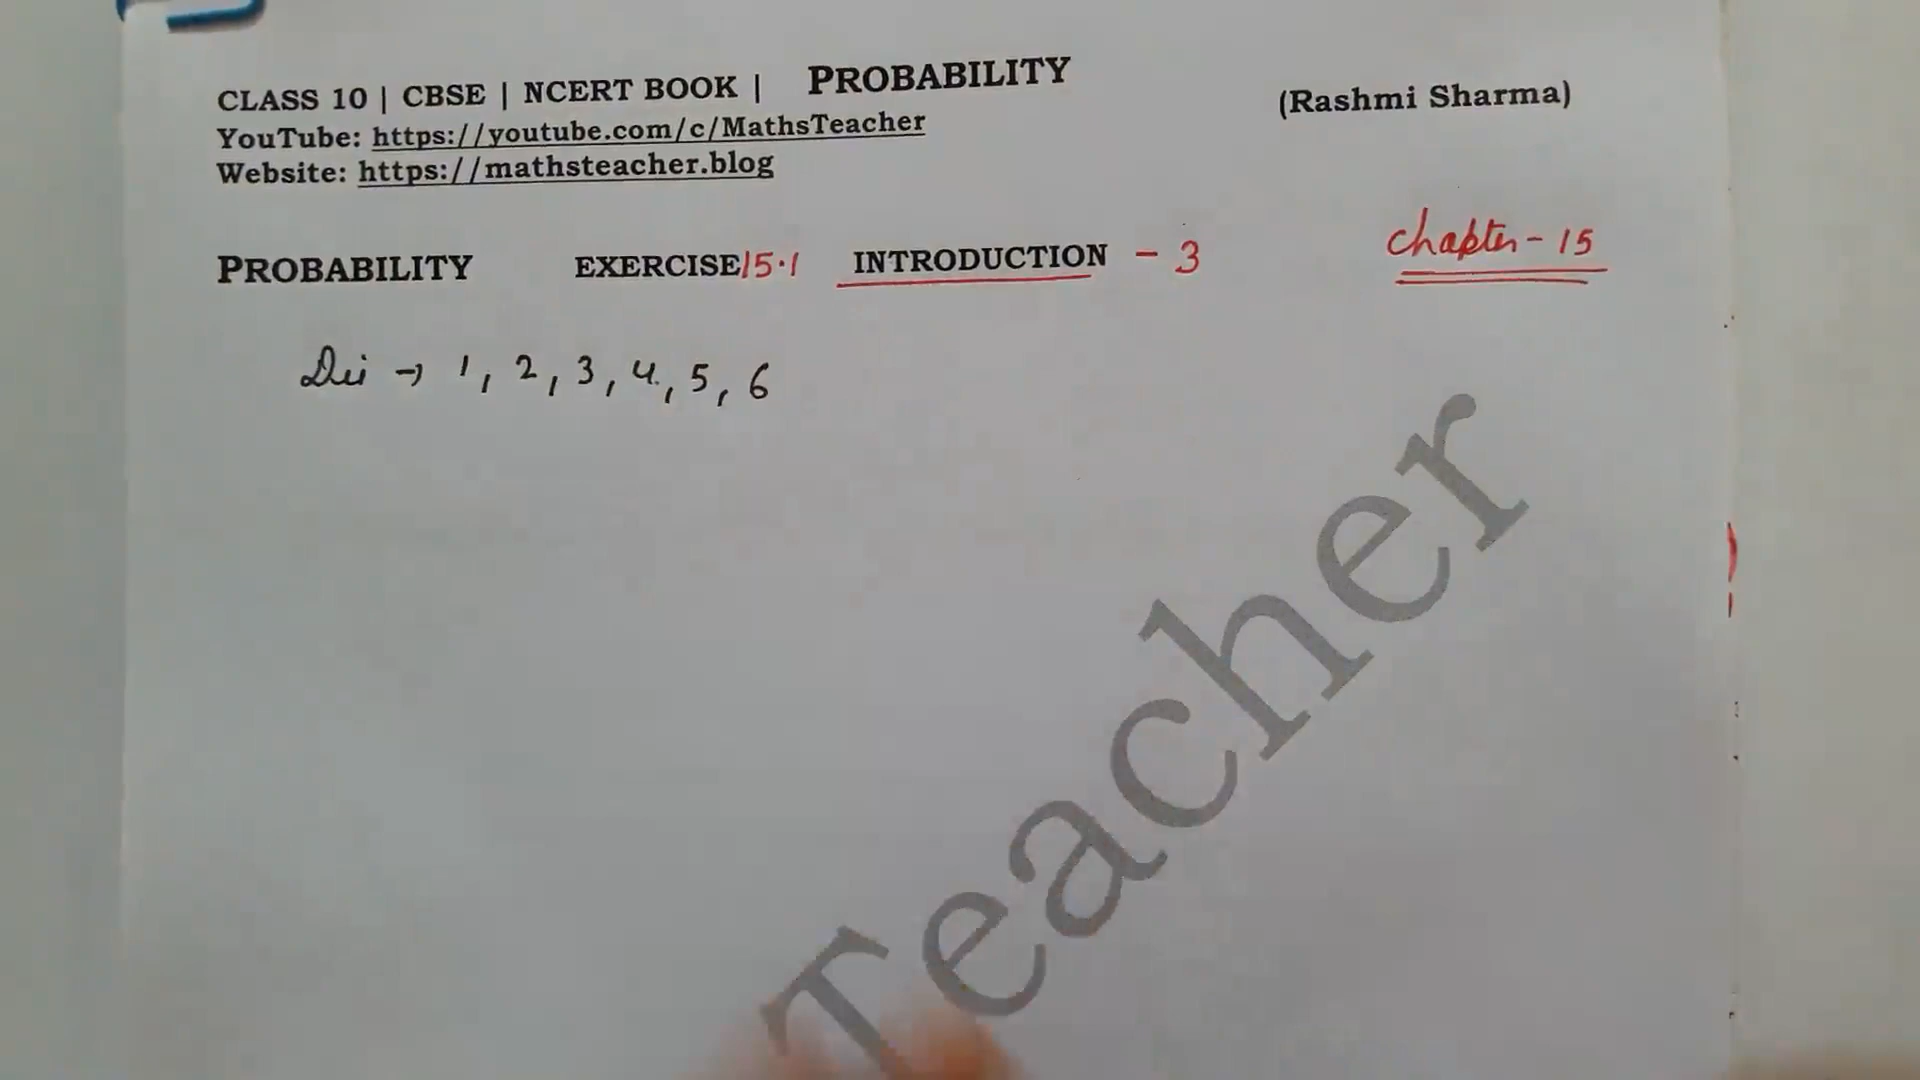 CLASS 10 | CBSE | NCERT BOOK | PROBABILITY (Rashmi Sharma)
YouTube: https://youtube.com/c/MathsTeacher
Website: https://mathsteacher.blog
PROBABILITY EXERCISE 15.1 INTRODUCTION - 3 Chapter - 15
Die → 1, 2, 3, 4, 5, 6
Teacher